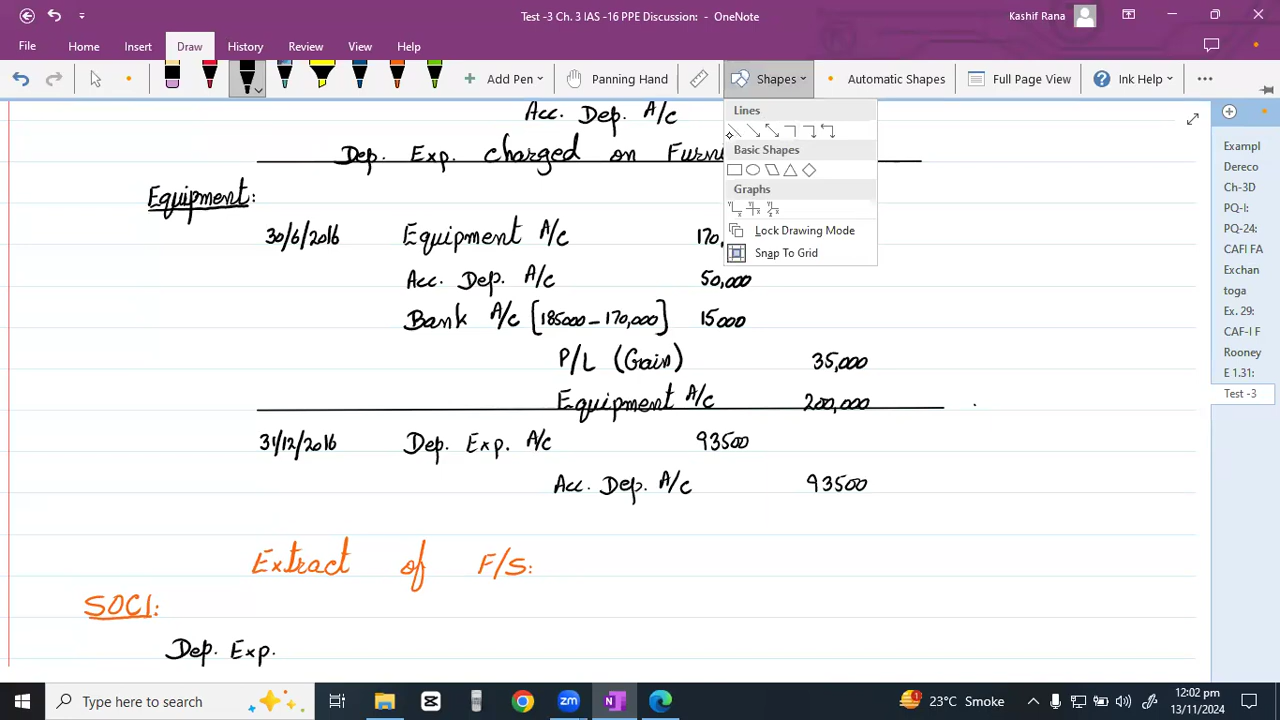 Test -3 Ch. 3 IAS -16 PPE Discussion: - OneNote
Kashif Rana
File Home Insert Draw History Review View Help
Add Pen Panning Hand Shapes Automatic Shapes Full Page View Ink Help
Lines
Basic Shapes
Graphs
Lock Drawing Mode
Snap To Grid
Acc. Dep. A/c
Dep. Exp. charged on
Equipment:
30/6/2016 Equipment A/c 170,
Acc. Dep. A/c 50,000
Bank A/c [185000 - 170,000] 15000
P/L (Gain) 35,000
Equipment A/c 200,000
31/12/2016 Dep. Exp. A/c 93500
Acc. Dep. A/c 93500
Extract of F/S:
SOCI:
Dep. Exp.
Exampl
Dereco
Ch-3D
PQ-I:
PQ-24:
CAFI FA
Exchan
toga
Ex. 29:
CAF-I F
Rooney
E 1.31:
Test -3
Type here to search
23°C Smoke
12:02 pm
13/11/2024